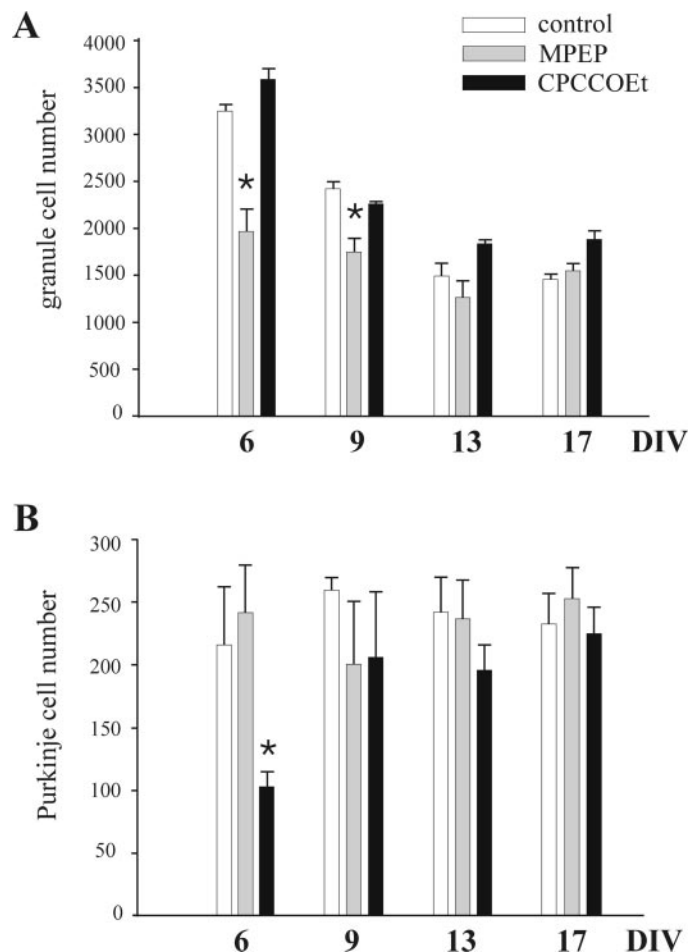 A
control
MPEP
CPCCOEt
granule cell number
4000
3500
3000
2500
2000
1500
1000
500
0
*
*
6 9 13 17 DIV
B
Purkinje cell number
300
250
200
150
100
50
0
*
6 9 13 17 DIV